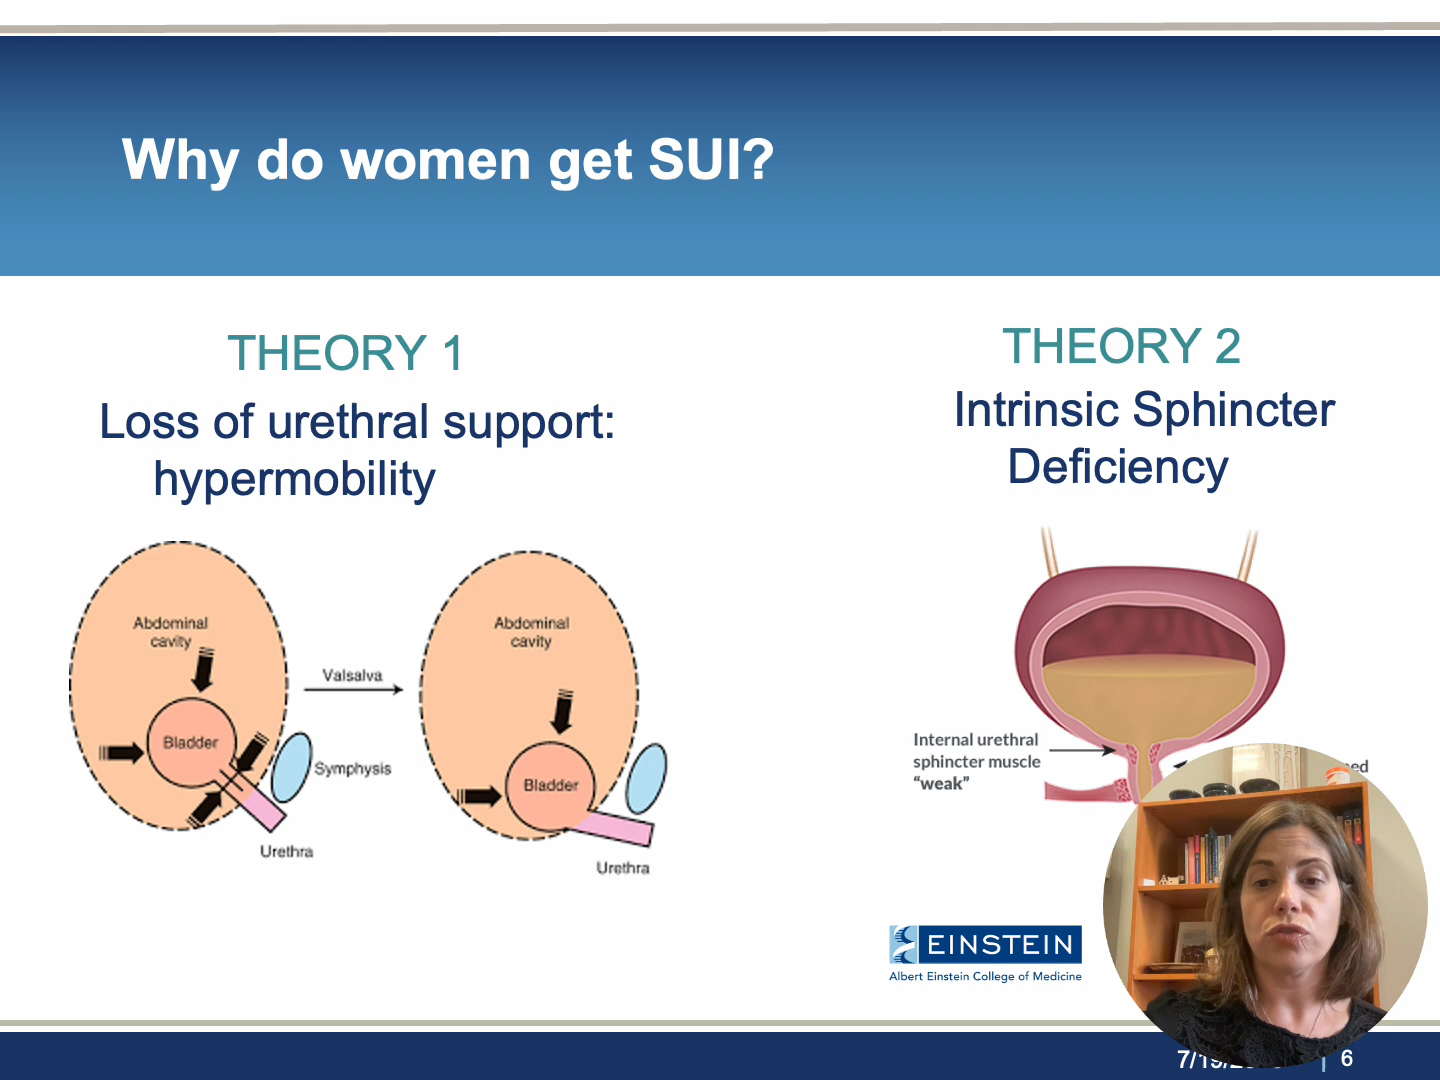 Why do women get SUI?
THEORY 1
Loss of urethral support:
hypermobility
Abdominal
cavity
Bladder
Valsalva
Symphysis
Urethra
Abdominal
cavity
Bladder
Urethra
THEORY 2
Intrinsic Sphincter
Deficiency
Internal urethral
sphincter muscle
“weak”
EINSTEIN
Albert Einstein College of Medicine
6